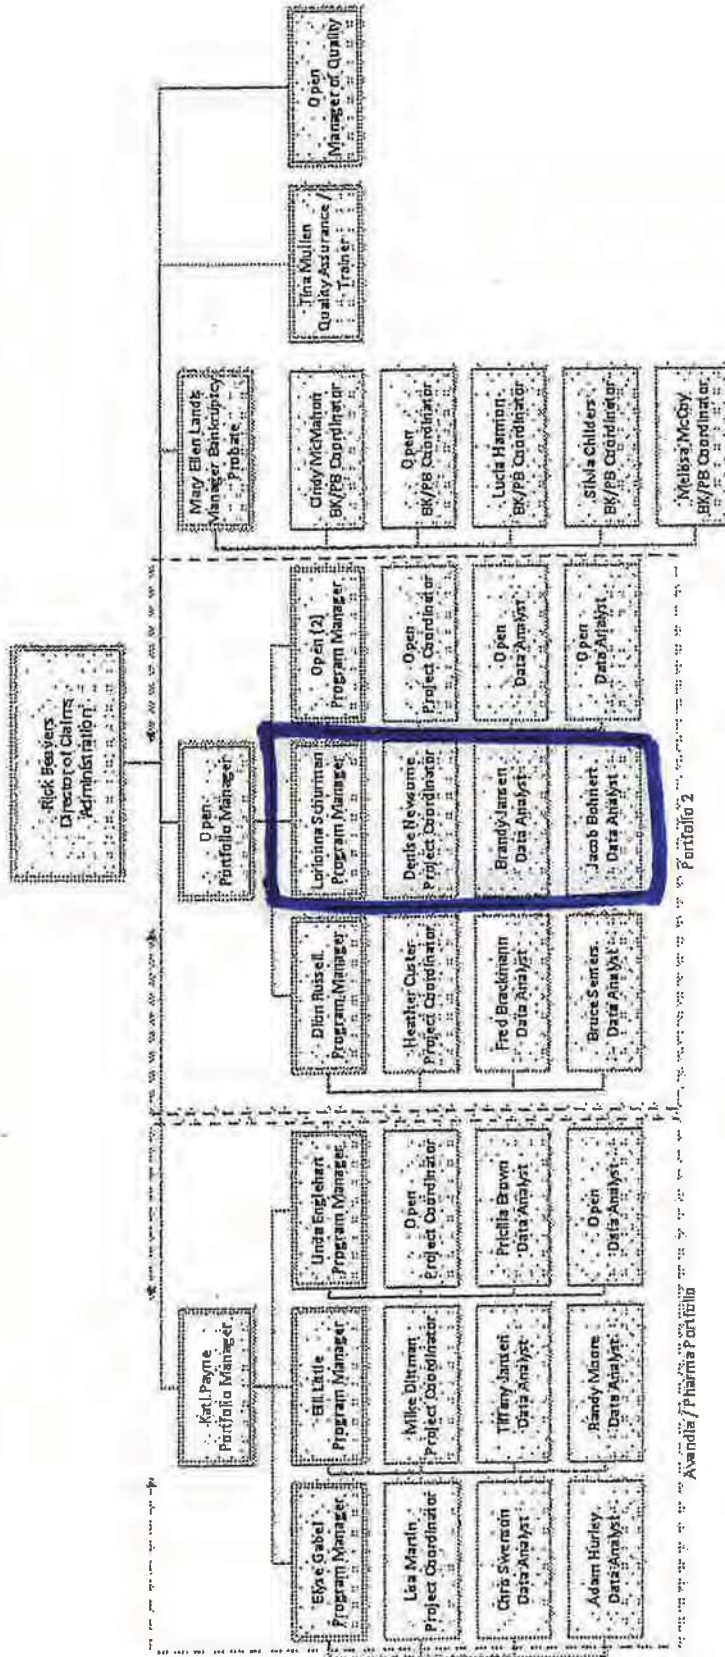 Rick Beavers
Director of Claims
Administration
Kati Payne
Portfolio Manager
Open
Portfolio Manager
Mary Ellen Landis
Manager Bankruptcy
Probate
Tina Mullen
Quality Assurance /
Trainer
Open
Manager of Quality
Elyse Gabel
Program Manager
Lisa Martin
Project Coordinator
Chris Swenson
Data Analyst
Adam Hurley
Data Analyst
Bill Little
Program Manager
Mike Dittman
Project Coordinator
Tiffany Jansen
Data Analyst
Randy Moore
Data Analyst
Linda Englehart
Program Manager
Open
Project Coordinator
Pricilla Brown
Data Analyst
Open
Data Analyst
Dion Russell
Program Manager
Heather Custer
Project Coordinator
Fred Brackmann
Data Analyst
Bruce Semers
Data Analyst
Schurman
Program Manager
Denise Newsome
Project Coordinator
Brandy Jansen
Data Analyst
Jacob Bohnert
Data Analyst
Open (2)
Program Manager
Open
Project Coordinator
Open
Data Analyst
Open
Data Analyst
Cindy McMahon
BK/PB Coordinator
Open
BK/PB Coordinator
Lucia Harrion
BK/PB Coordinator
Silvia Childers
BK/PB Coordinator
Melissa McCoy
BK/PB Coordinator
Avandia / Pharma Portfolio
Portfolio 2